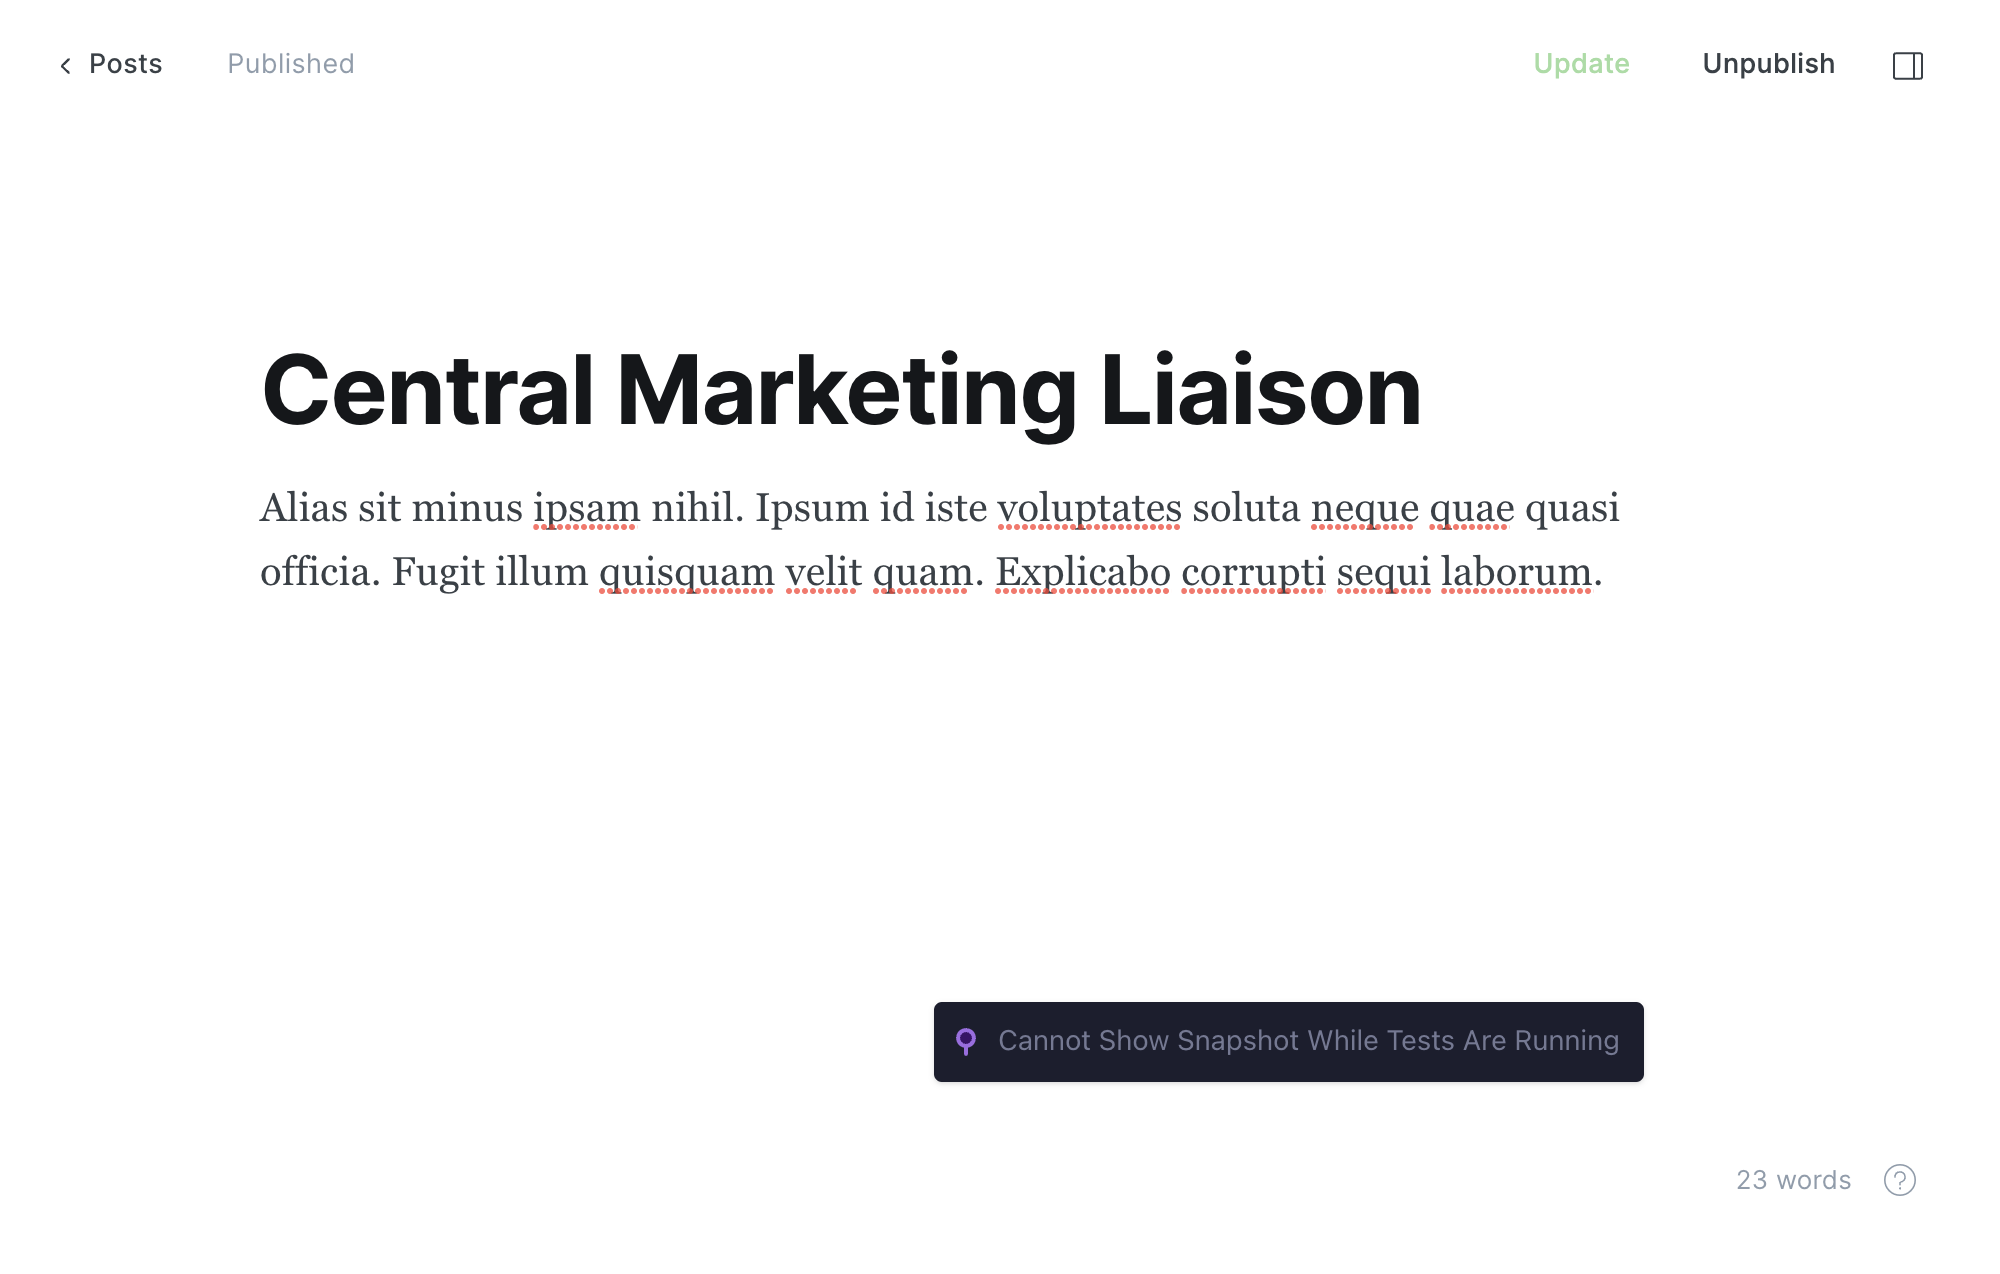 Posts
Published
Update
Unpublish
Central Marketing Liaison
Alias sit minus ipsam nihil. Ipsum id iste voluptates soluta neque quae quasi
officia. Fugit illum quisquam velit quam. Explicabo corrupti sequi laborum.
Cannot Show Snapshot While Tests Are Running
23 words
?